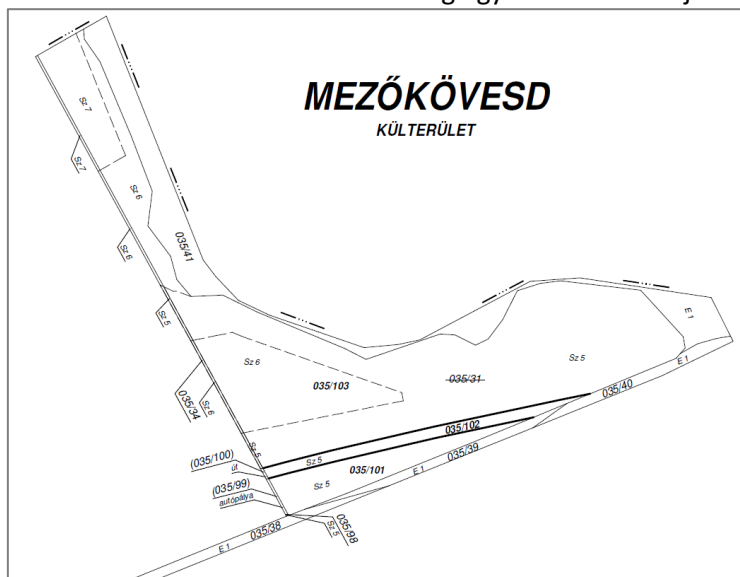 MEZŐKÖVESD
KÜLTERÜLET
Sz 7
Sz 7
Sz 6
Sz 6
035/41
Sz 5
E 1
Sz 6
035/103
035/31
Sz 5
E 1
035/34
Sz 6
035/40
035/102
Sz 5
(035/100)
út
Sz 5
035/101
035/39
E 1
(035/99)
autópálya
Sz 5
035/98
Sz 5
035/38
E 1